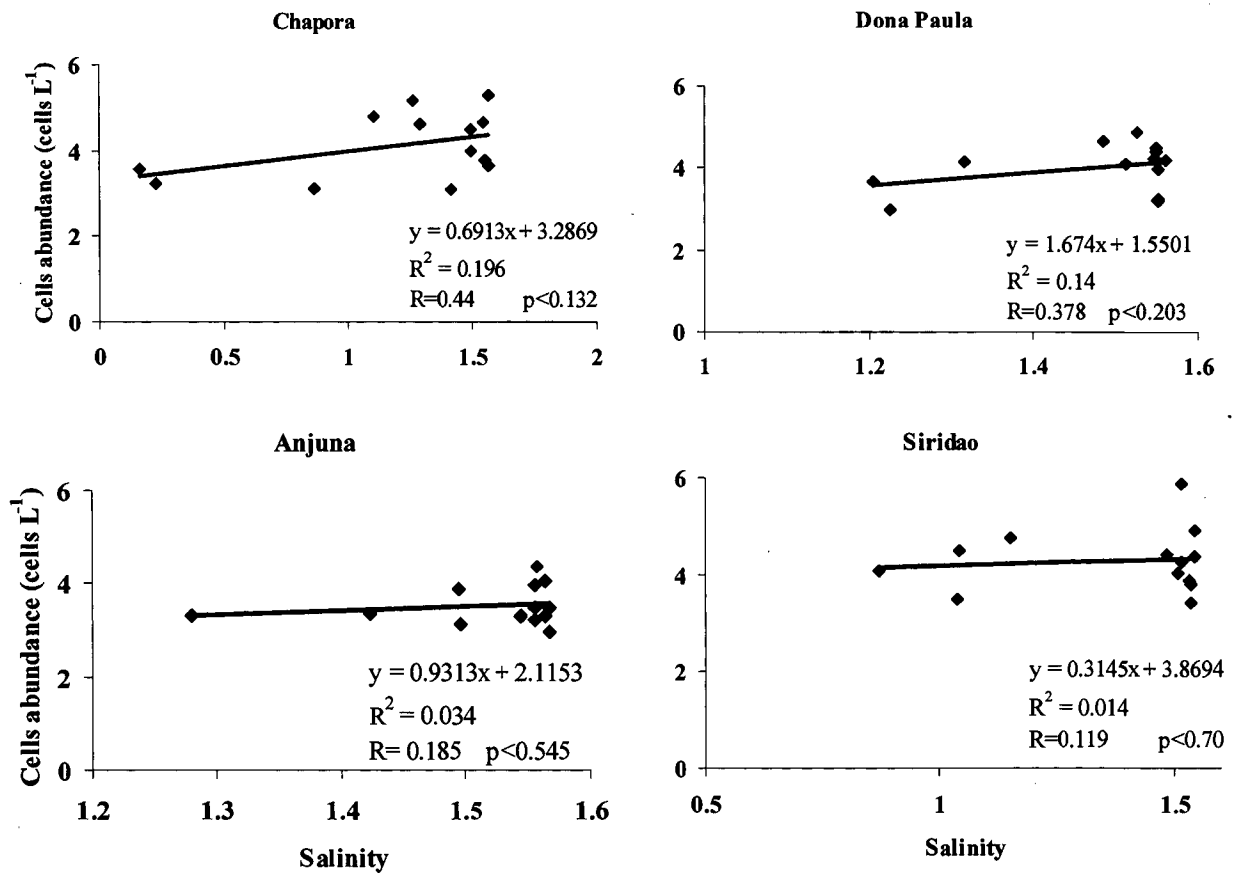 Chapora
Cells abundance (cells L⁻¹)
6
4
2
0
y = 0.6913x + 3.2869
R² = 0.196
R=0.44 p<0.132
0 0.5 1 1.5 2
Dona Paula
6
4
2
0
y = 1.674x + 1.5501
R² = 0.14
R=0.378 p<0.203
1 1.2 1.4 1.6
Anjuna
Cells abundance (cells L⁻¹)
6
4
2
0
y = 0.9313x + 2.1153
R² = 0.034
R= 0.185 p<0.545
1.2 1.3 1.4 1.5 1.6
Salinity
Siridao
6
4
2
0
y = 0.3145x + 3.8694
R² = 0.014
R=0.119 p<0.70
0.5 1 1.5
Salinity